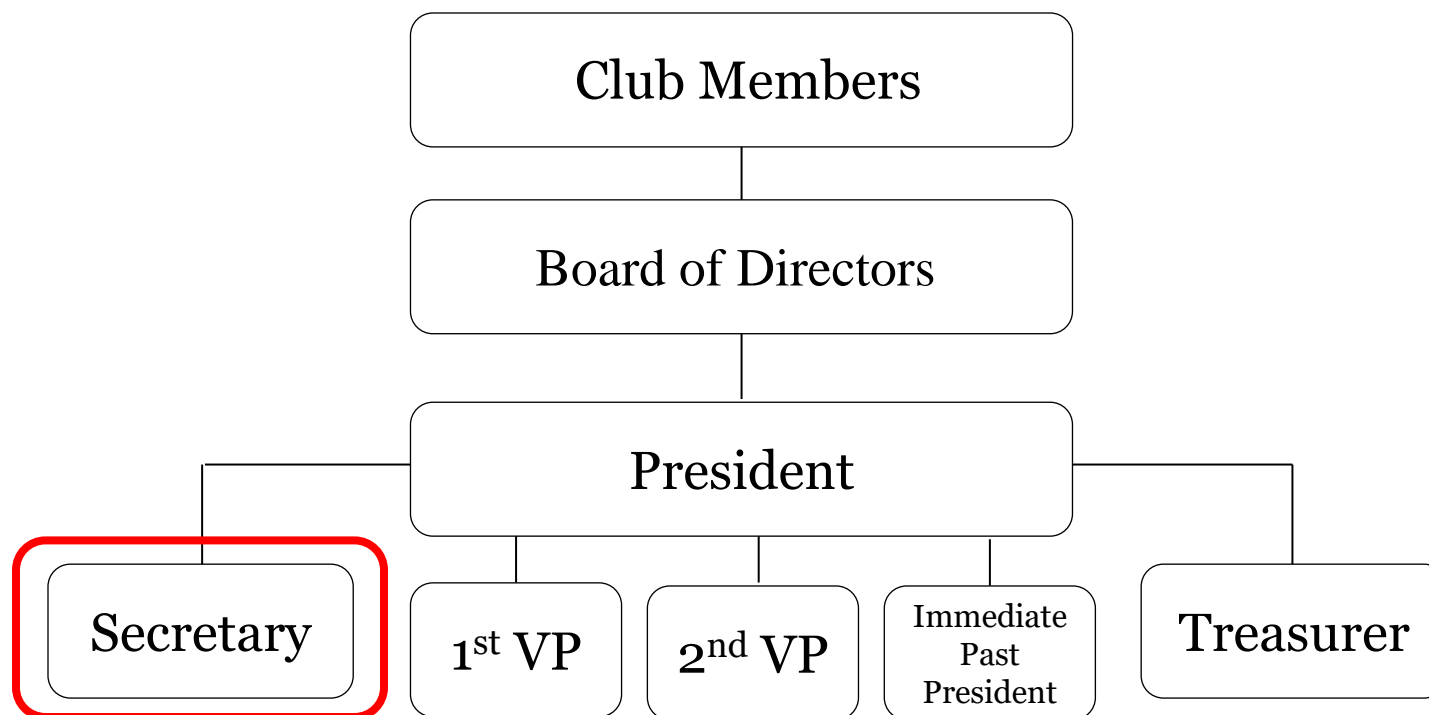 Club Members
Board of Directors
President
Secretary
1st VP
2nd VP
Immediate
Past
President
Treasurer